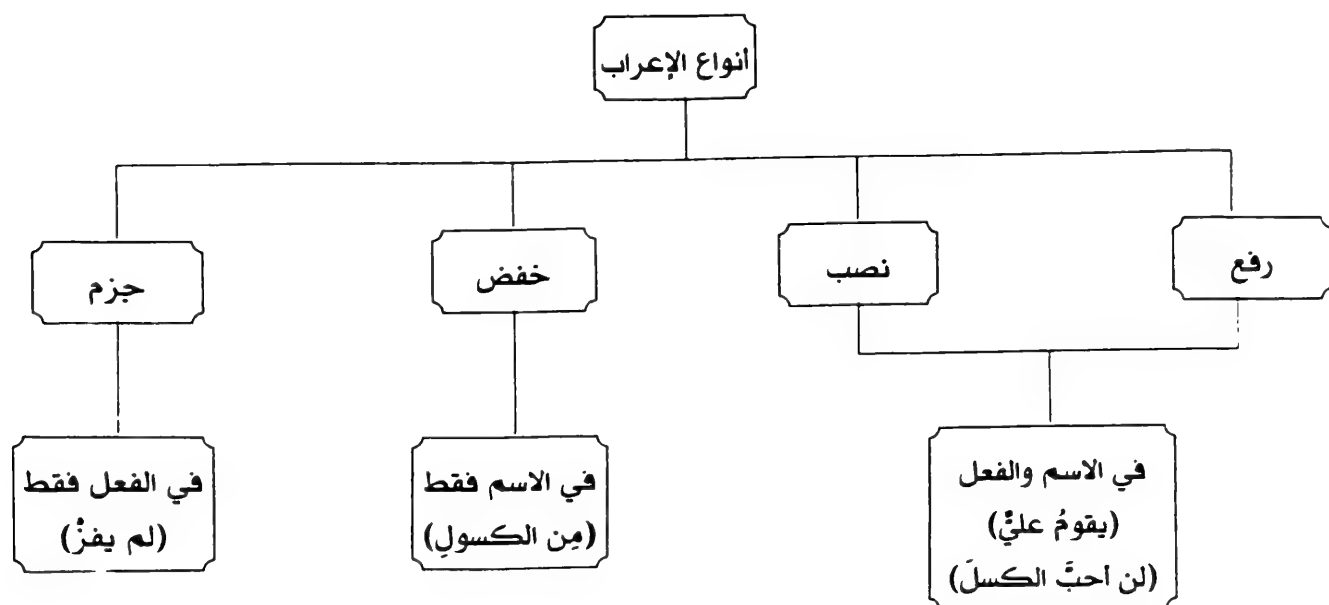 أنواع الإعراب
رفع
نصب
خفض
جزم
في الاسم والفعل
(يقومُ عليٌّ)
(لن أحبَّ الكسلَ)
في الاسم فقط
(مِن الكسولِ)
في الفعل فقط
(لم يفزْ)